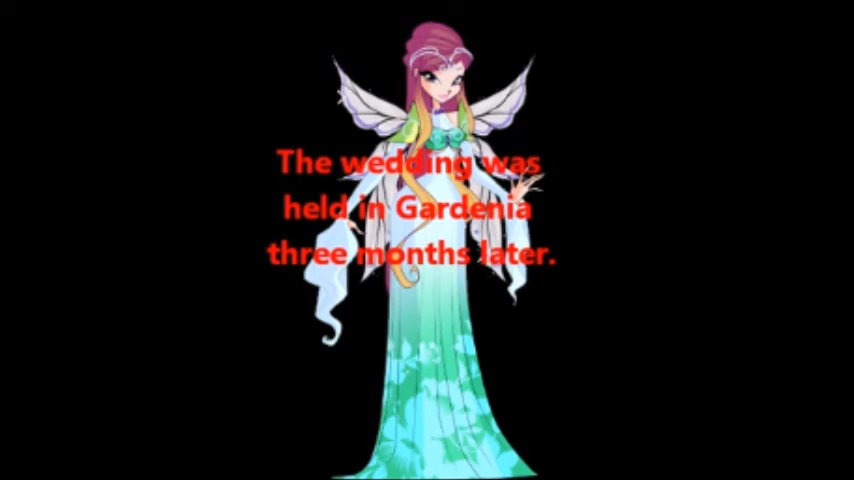 The wedding was
held in Gardenia
three months later.